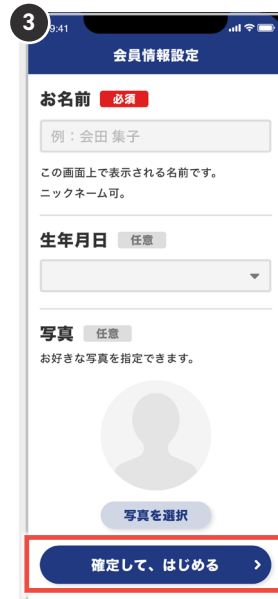 3
9:41
会員情報設定
お名前 必須
例：会田 集子
この画面上で表示される名前です。
ニックネーム可。
生年月日 任意
写真 任意
お好きな写真を指定できます。
写真を選択
確定して、はじめる